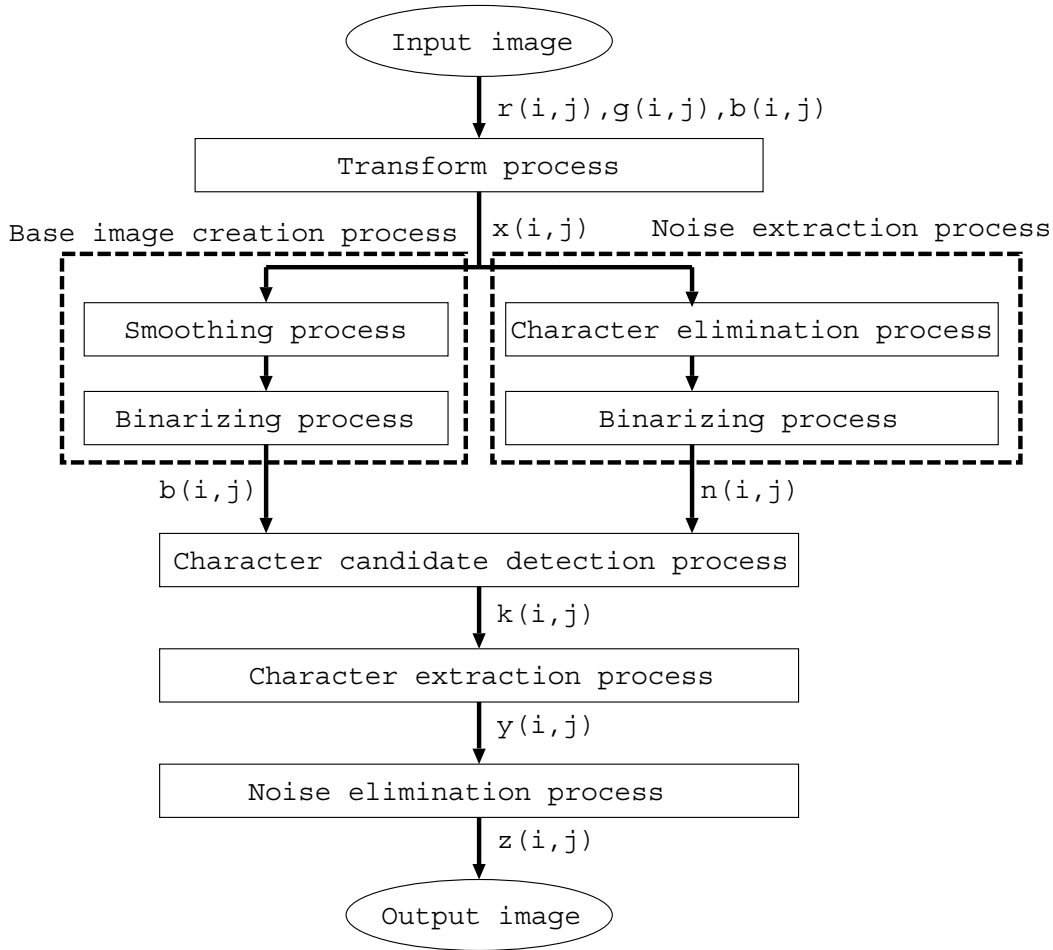 Input image
r(i,j),g(i,j),b(i,j)
Transform process
x(i,j)
Base image creation process
Noise extraction process
Smoothing process
Character elimination process
Binarizing process
Binarizing process
b(i,j)
n(i,j)
Character candidate detection process
k(i,j)
Character extraction process
y(i,j)
Noise elimination process
z(i,j)
Output image